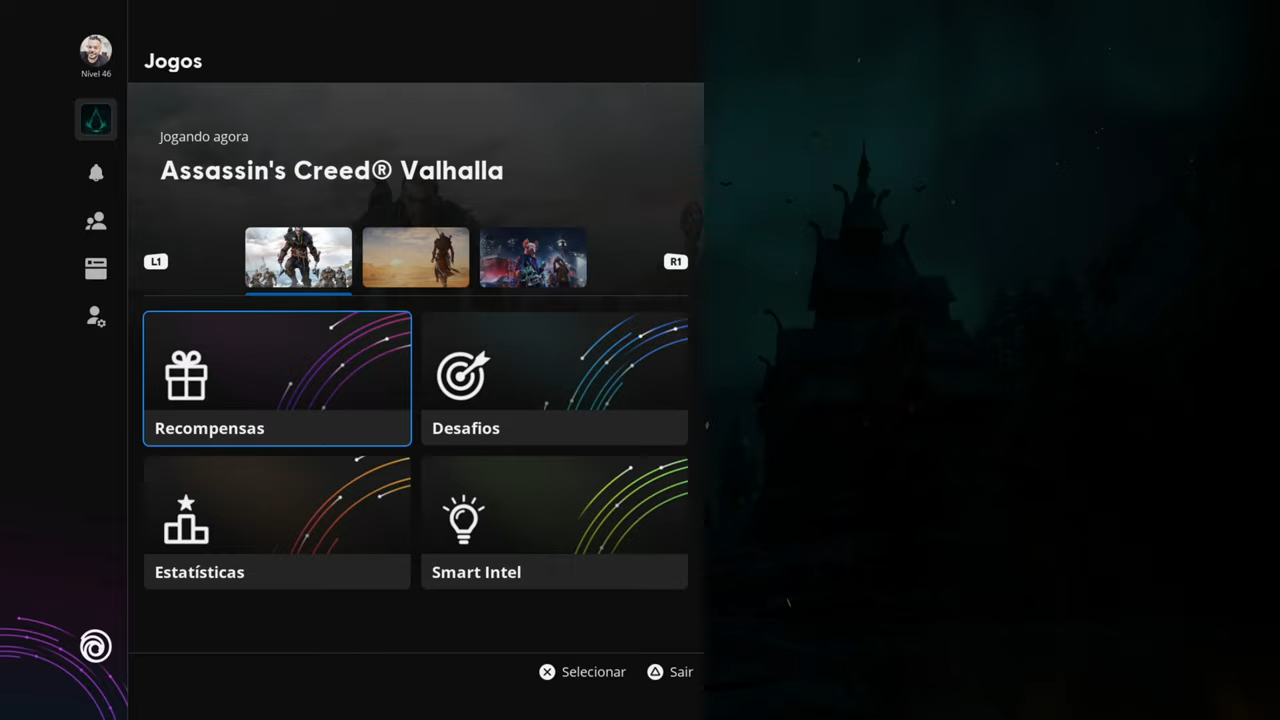 Nível 46
Jogos
Jogando agora
Assassin's Creed® Valhalla
L1
R1
Recompensas
Desafios
Estatísticas
Smart Intel
Selecionar
Sair